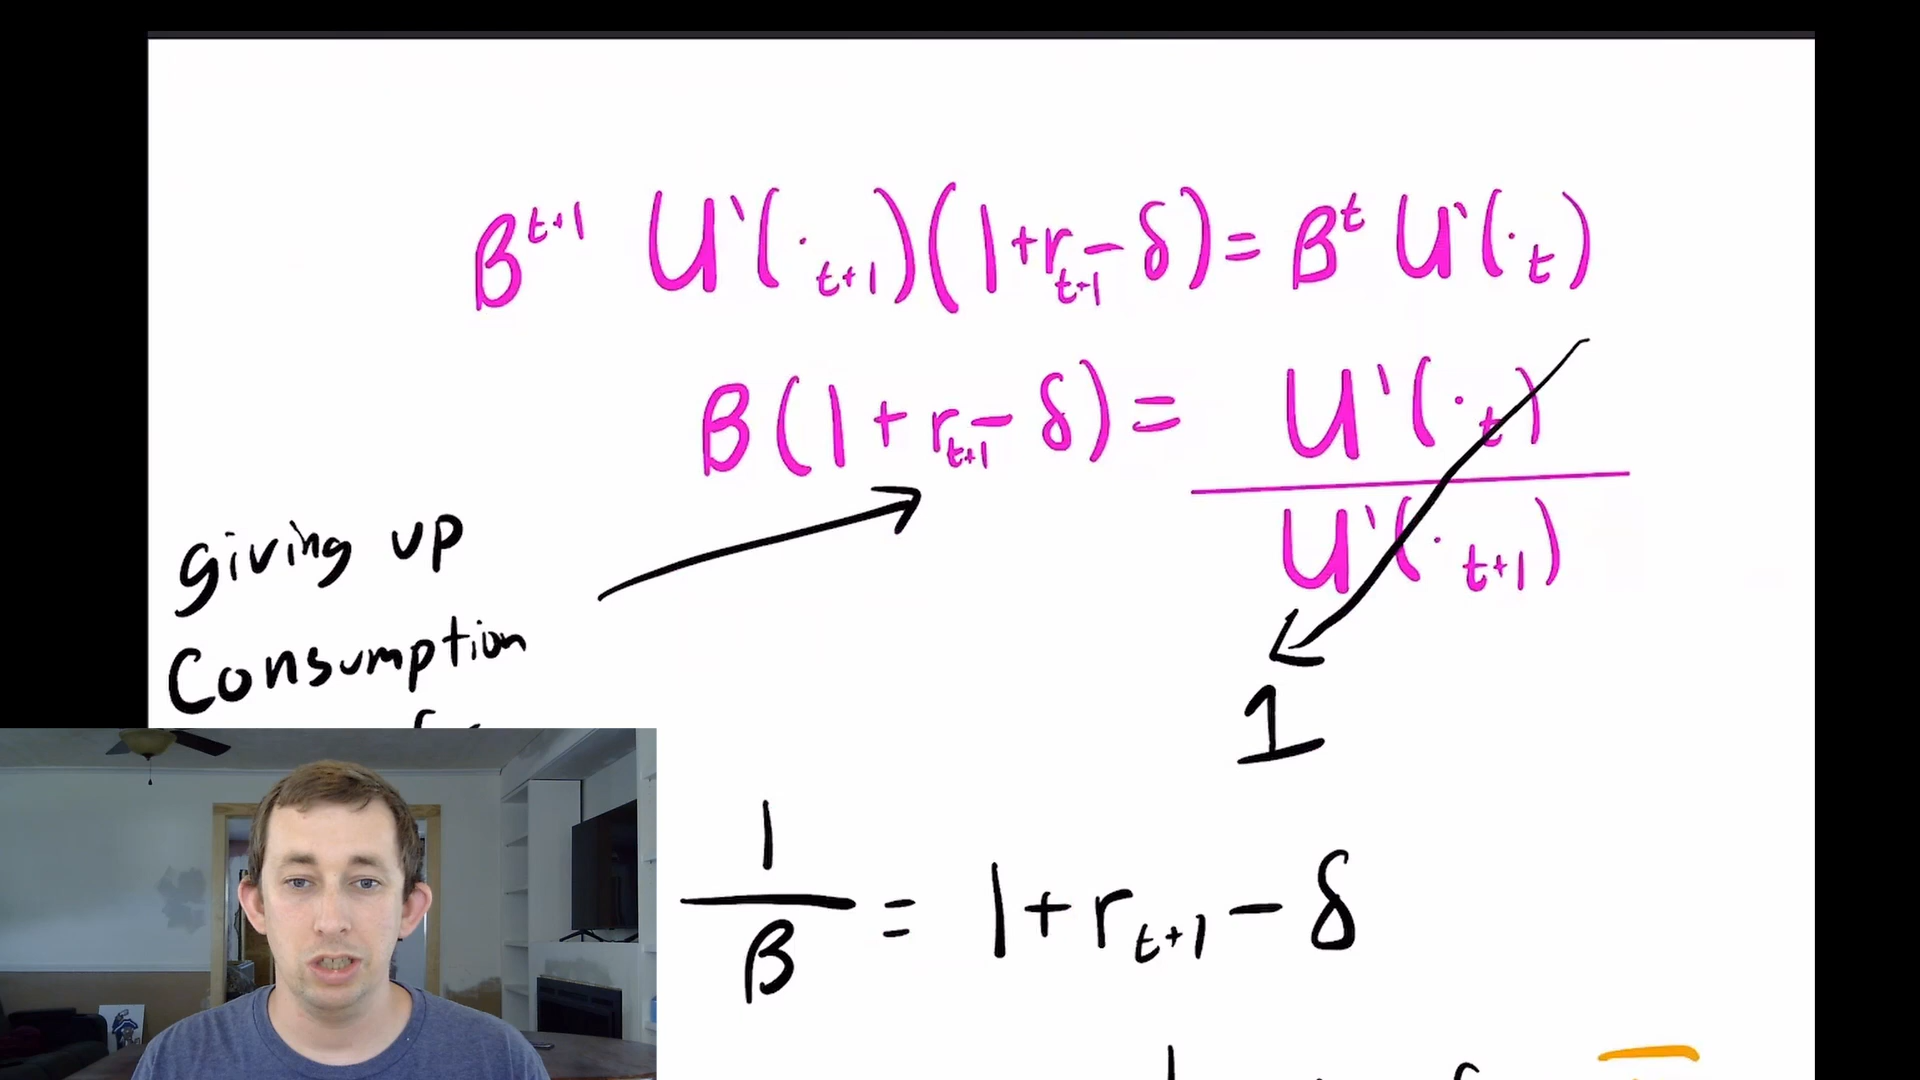 B^{t+1} U'(·_{t+1})(1+r_{t+1}-δ)=B^t U'(·_t)
B(1+r_{t+1}-δ)= U'(·_t)
U'(·_{t+1})
giving up
Consumption
1
1
B
= 1+r_{t+1}-δ